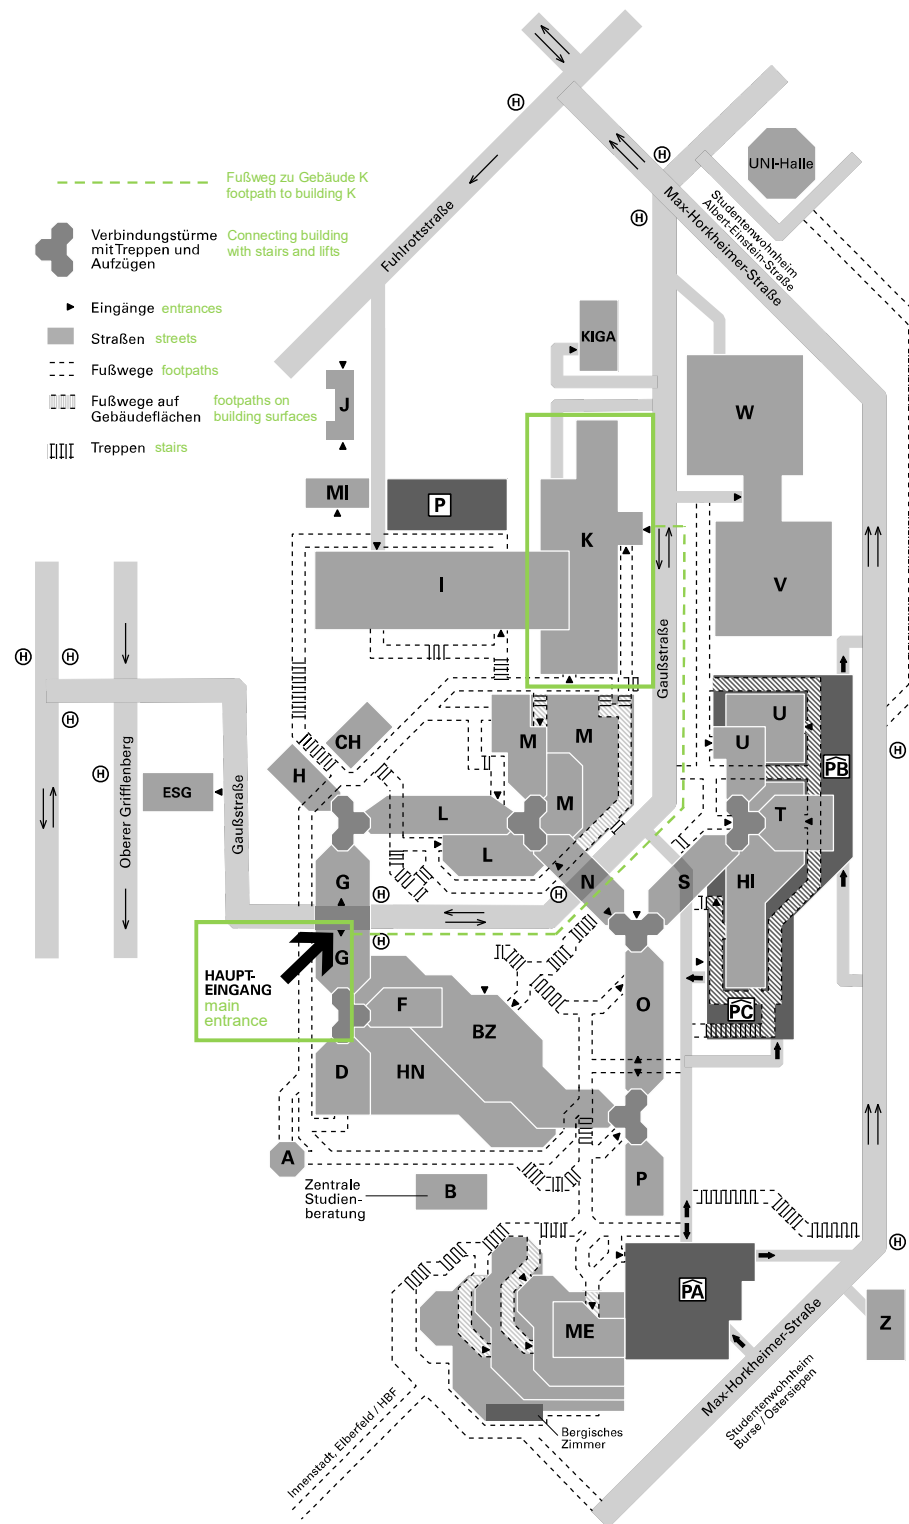 H
H
H
UNI-Halle
Fußweg zu Gebäude K
footpath to building K
Max-Horkheimer-Straße
Studentenwohnheim
Albert-Einstein-Straße
Fuhlrottstraße
Verbindungstürme
mit Treppen und
Aufzügen
Connecting building
with stairs and lifts
Eingänge entrances
Straßen streets
Fußwege footpaths
Fußwege auf
Gebäudeflächen
footpaths on
building surfaces
Treppen stairs
KIGA
J
W
MI
P
K
I
V
Gaußstraße
H
H
H
H
Oberer Grifflenberg
ESG
Gaußstraße
CH
H
M
M
M
U
U
PB
H
L
L
T
G
N
S
HI
H
H
H
G
HAUPT-
EINGANG
main
entrance
F
BZ
O
PC
D
HN
A
Zentrale
Studien-
beratung
B
P
H
PA
ME
Z
Max-Horkheimer-Straße
Studentenwohnheim
Burse / Ostersiepen
Bergisches
Zimmer
Innenstadt, Elberfeld / HBF